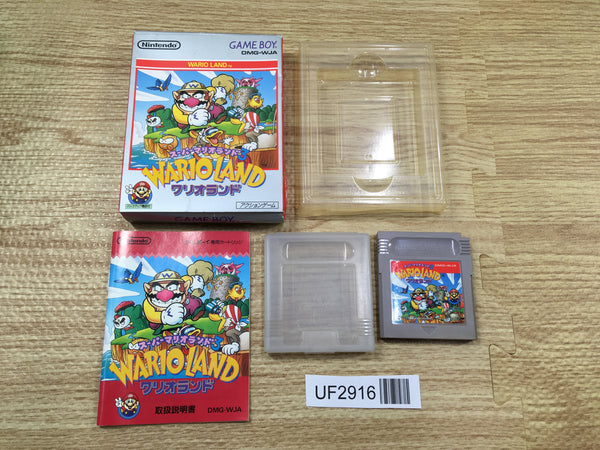 Nintendo
GAME BOY
DMG-WJA
WARIO LAND™
スーパーマリオランド3
WARIO LAND
ワリオランド
アクションゲーム
GAME BOY
Nintendo
スーパーマリオランド3
WARIO LAND
ワリオランド
取扱説明書
DMG-WJA
WARIO LAND
UF2916